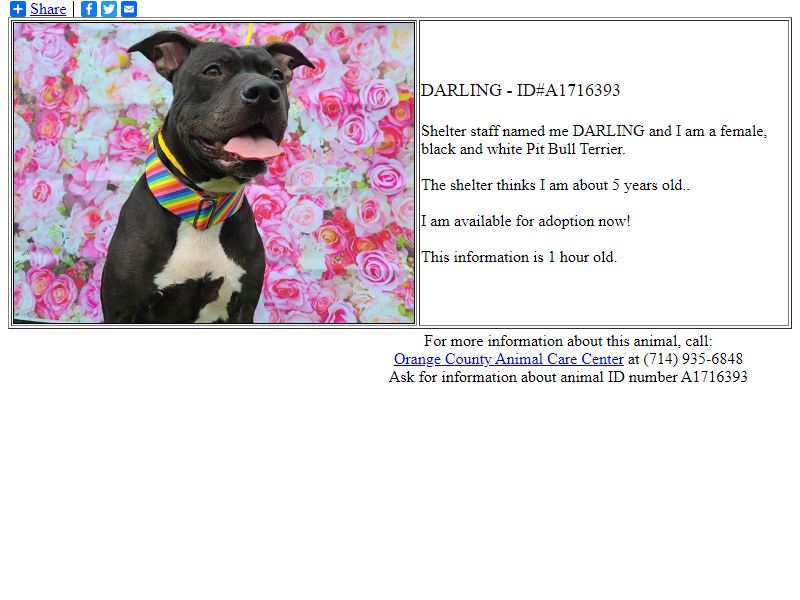 Share |
DARLING - ID#A1716393
Shelter staff named me DARLING and I am a female,
black and white Pit Bull Terrier.
The shelter thinks I am about 5 years old..
I am available for adoption now!
This information is 1 hour old.
For more information about this animal, call:
Orange County Animal Care Center at (714) 935-6848
Ask for information about animal ID number A1716393